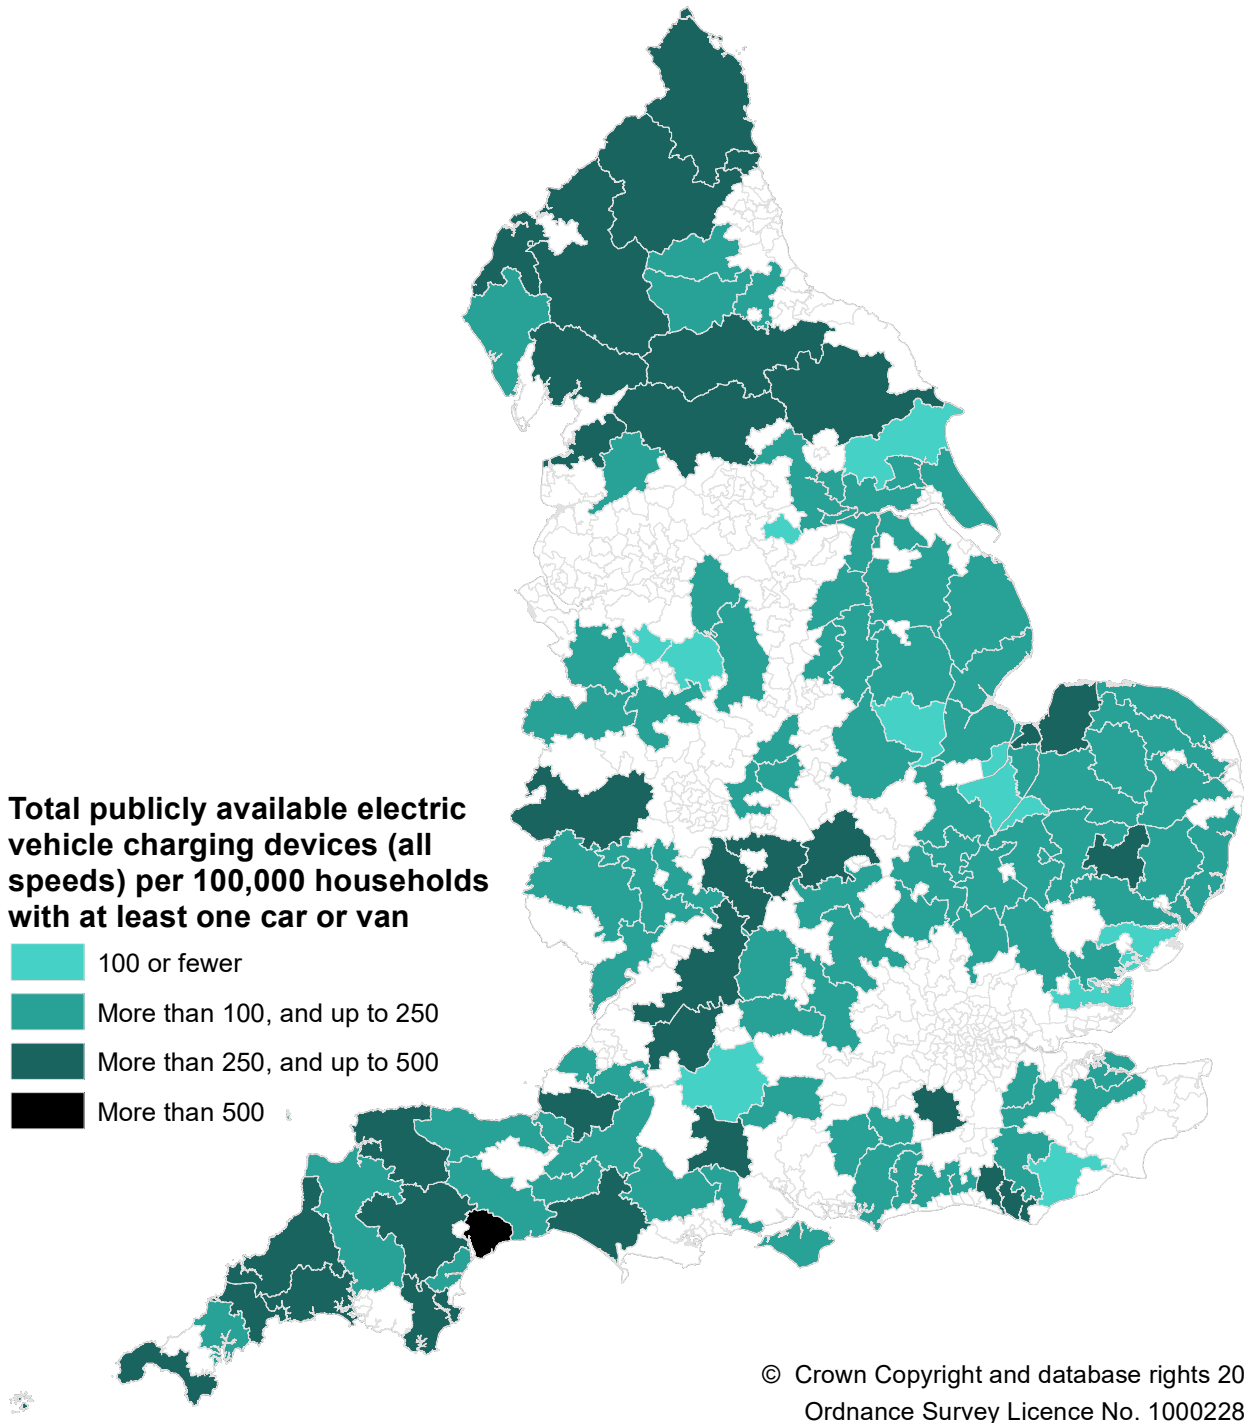 Total publicly available electric
vehicle charging devices (all
speeds) per 100,000 households
with at least one car or van
100 or fewer
More than 100, and up to 250
More than 250, and up to 500
More than 500
© Crown Copyright and database rights 20
Ordnance Survey Licence No. 1000228